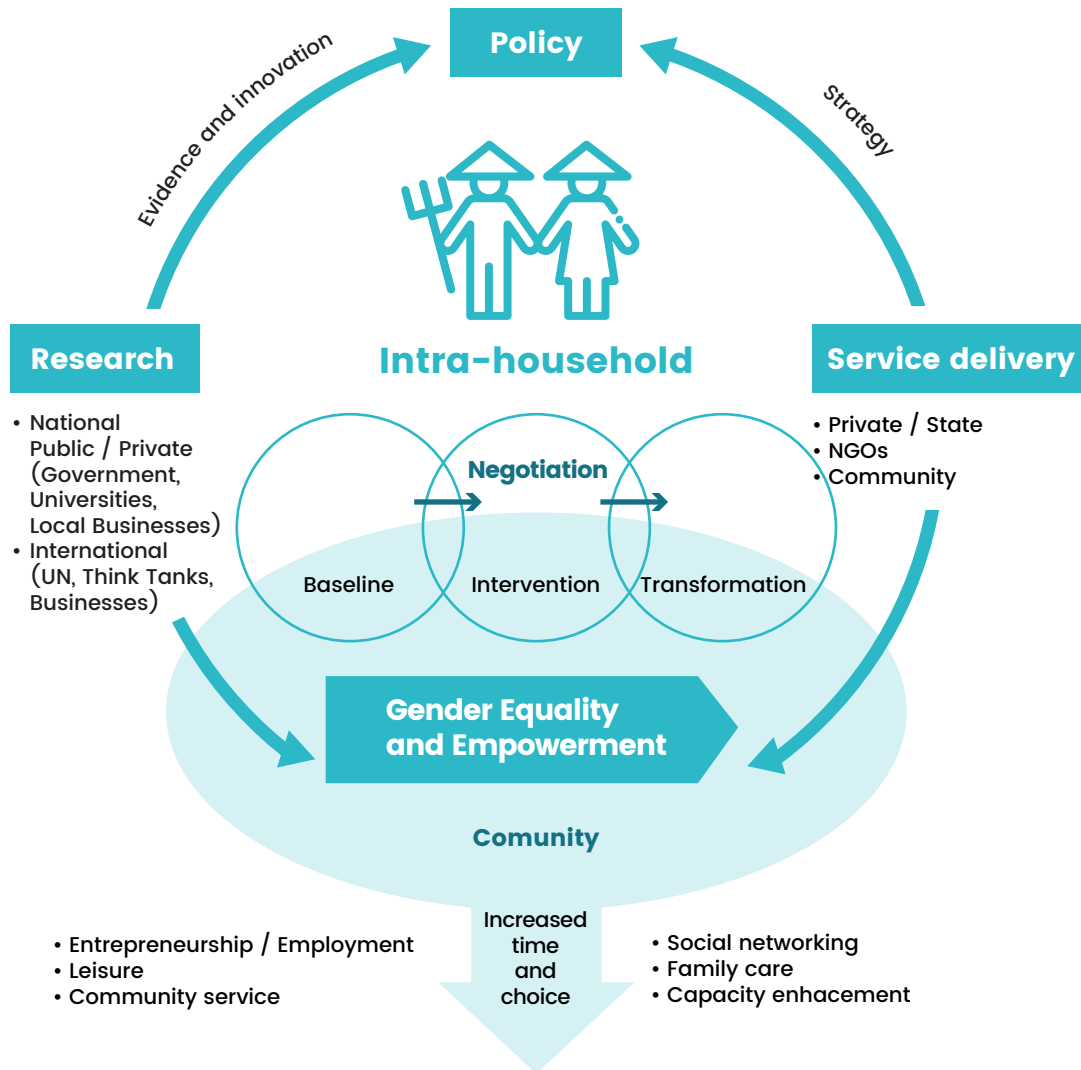 Policy
Evidence and innovation
Strategy
Research
Intra-household
Service delivery
• National
Public / Private
(Government,
Universities,
Local Businesses)
• International
(UN, Think Tanks,
Businesses)
• Private / State
• NGOs
• Community
Negotiation
Baseline
Intervention
Transformation
Gender Equality
and Empowerment
Comunity
Increased
time
and
choice
• Entrepreneurship / Employment
• Leisure
• Community service
• Social networking
• Family care
• Capacity enhacement